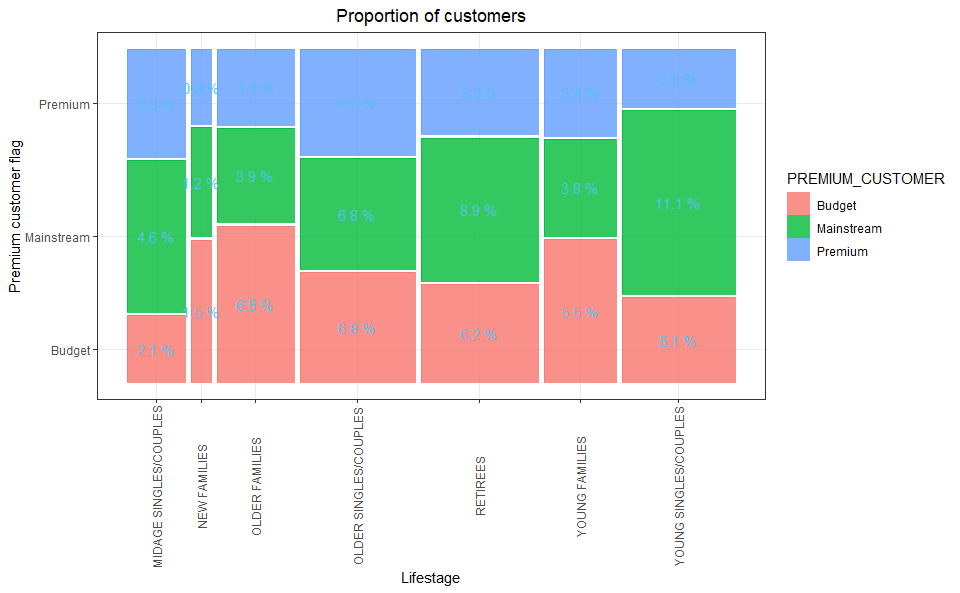 Proportion of customers
Premium
3.1 %
3.4 %
3.9 %
1.2 %
3.8 %
11.1 %
Mainstream
4.6 %
6.8 %
8.9 %
6.5 %
1.5 %
5.5 %
Budget
2.1 %
6.8 %
6.2 %
5.1 %
Premium customer flag
MIDAGE SINGLES/COUPLES
NEW FAMILIES
OLDER FAMILIES
OLDER SINGLES/COUPLES
RETIREES
YOUNG FAMILIES
YOUNG SINGLES/COUPLES
Lifestage
PREMIUM_CUSTOMER
Budget
Mainstream
Premium